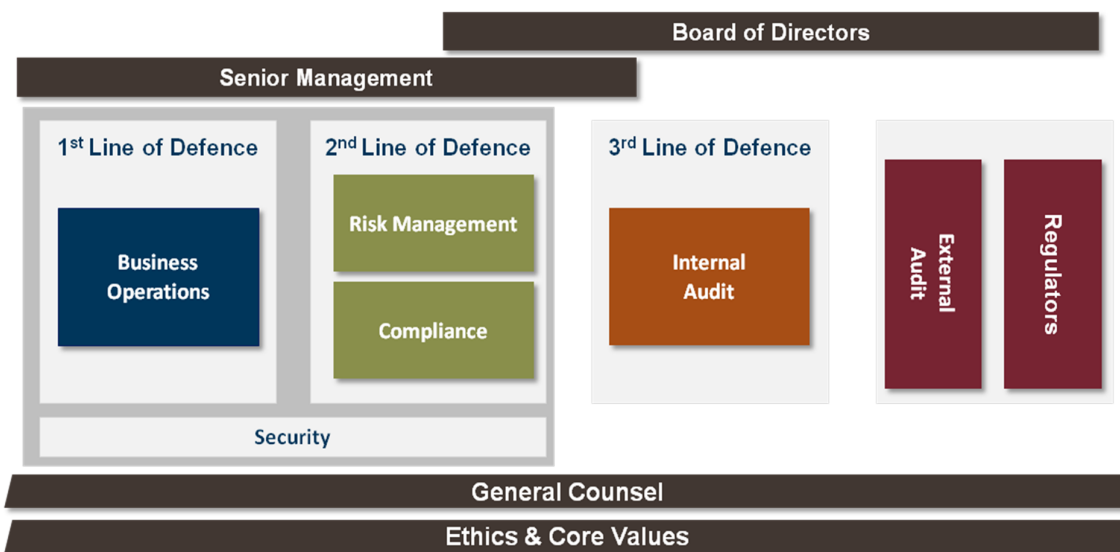 Board of Directors
Senior Management
1st Line of Defence
Business
Operations
2nd Line of Defence
Risk Management
Compliance
Security
3rd Line of Defence
Internal
Audit
External
Audit
Regulators
General Counsel
Ethics & Core Values